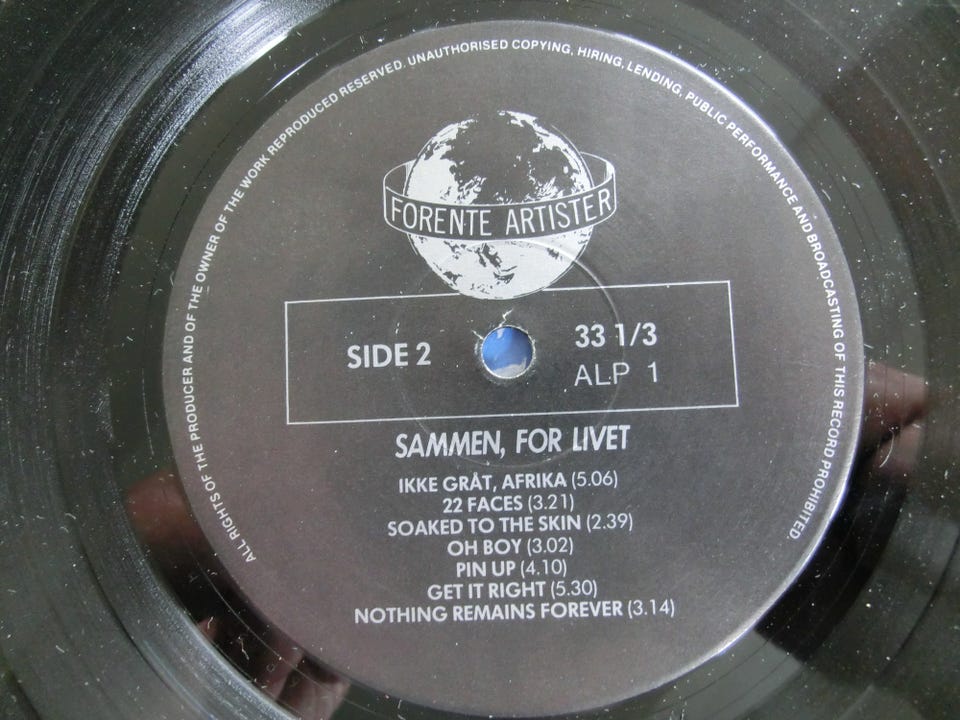 ALL RIGHTS OF THE PRODUCER AND OF THE OWNER OF THE WORK REPRODUCED RESERVED. UNAUTHORISED COPYING, HIRING, LENDING, PUBLIC PERFORMANCE AND BROADCASTING OF THIS RECORD PROHIBITED
FORENTE ARTISTER
SIDE 2
33 1/3
ALP 1
SAMMEN, FOR LIVET
IKKE GRÅT, AFRIKA (5.06)
22 FACES (3.21)
SOAKED TO THE SKIN (2.39)
OH BOY (3.02)
PIN UP (4.10)
GET IT RIGHT (5.30)
NOTHING REMAINS FOREVER (3.14)